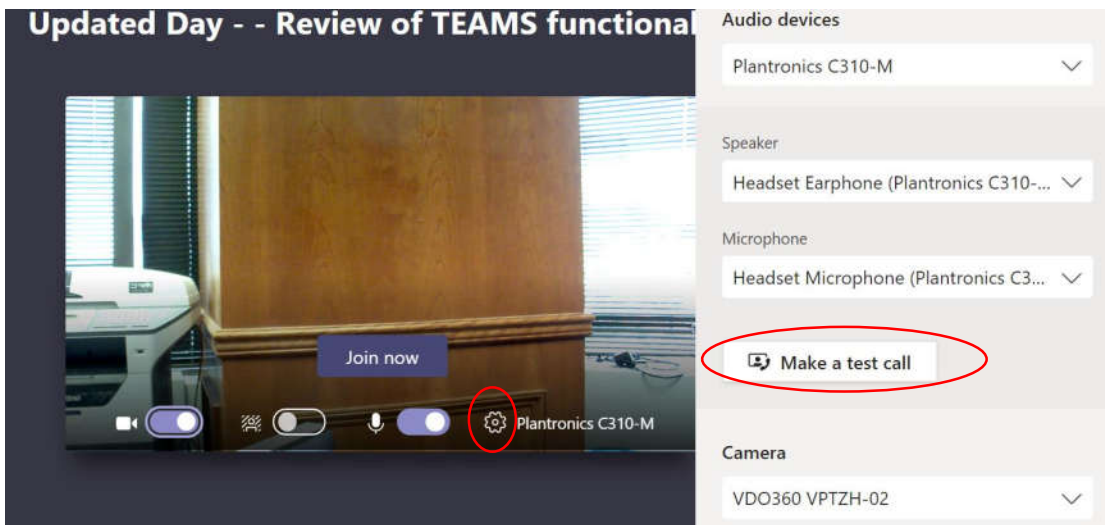 Updated Day - - Review of TEAMS functional
Join now
Plantronics C310-M
Audio devices
Plantronics C310-M
Speaker
Headset Earphone (Plantronics C310-...
Microphone
Headset Microphone (Plantronics C3...
Make a test call
Camera
VDO360 VPTZH-02